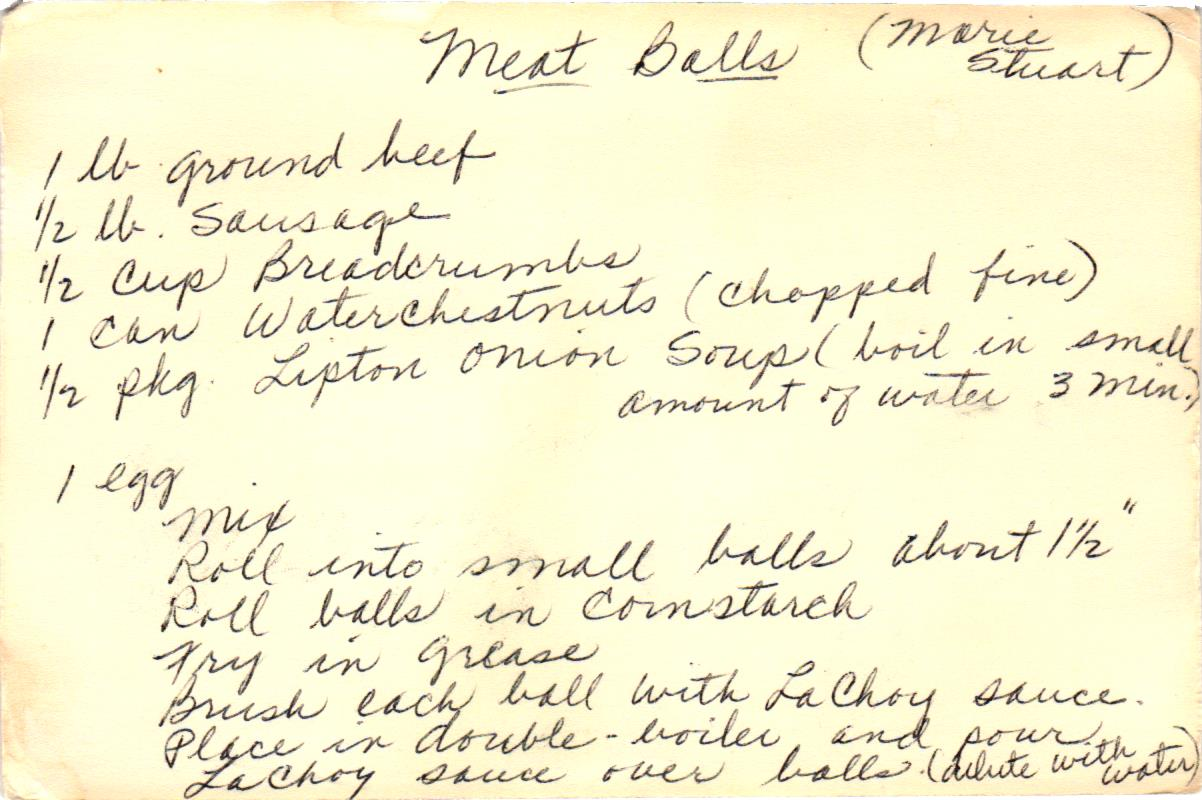 Meat Balls (Marie
Stuart)
1 lb ground beef
1/2 lb. Sausage
1/2 Cup Breadcrumbs
1 can Waterchestnuts (chopped fine)
1/2 pkg. Lipton Onion Soup (boil in small
amount of water 3 min.)
1 egg
Mix
Roll into small balls about 1 1/2"
Roll balls in Cornstarch
Fry in grease
Brush each ball with LaChoy sauce.
Place in double-boiler and pour
LaChoy sauce over balls. (dilute with
water)